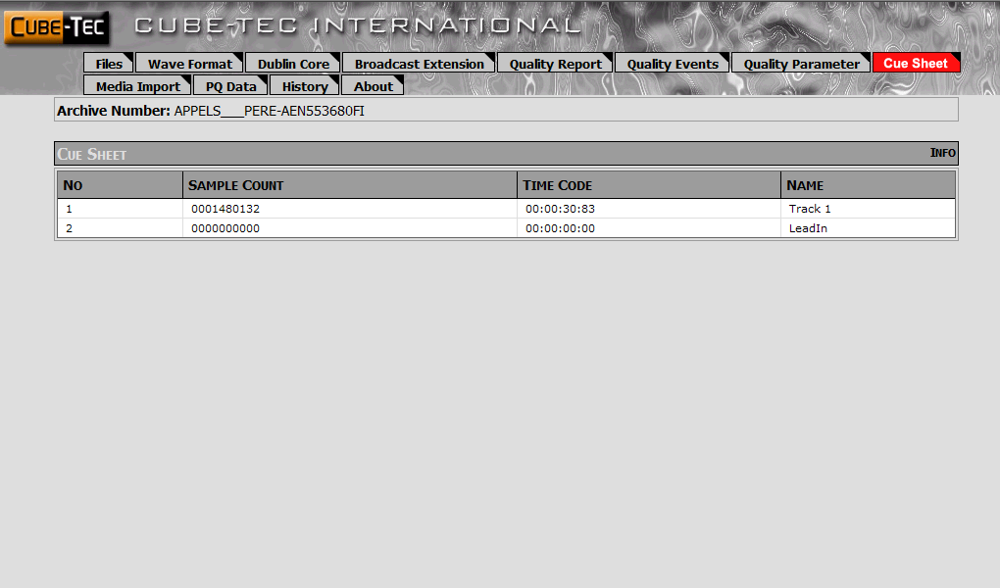 CUBE-TEC CUBE-TEC INTERNATIONAL
Files Wave Format Dublin Core Broadcast Extension Quality Report Quality Events Quality Parameter Cue Sheet
Media Import PQ Data History About
Archive Number: APPELS___PERE-AEN553680FI
CUE SHEET INFO
NO SAMPLE COUNT TIME CODE NAME
1 0001480132 00:00:30:83 Track 1
2 0000000000 00:00:00:00 LeadIn